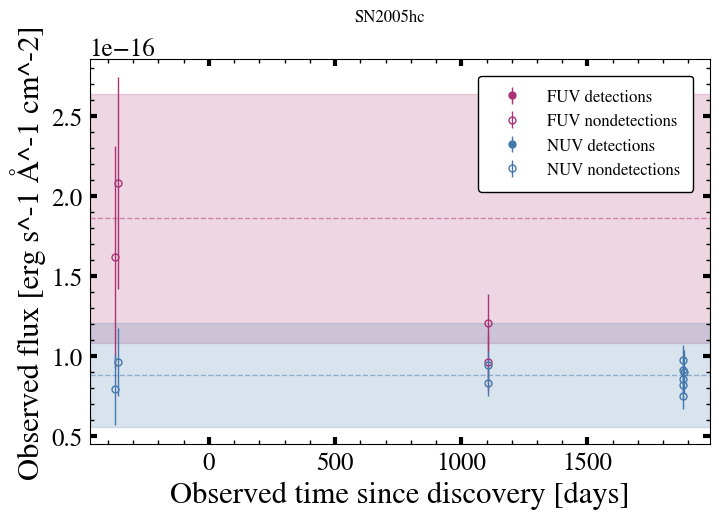 SN2005hc
1e−16
FUV detections
FUV nondetections
NUV detections
NUV nondetections
2.5
2.0
1.5
1.0
0.5
Observed flux [erg s^-1 Å^-1 cm^-2]
0 500 1000 1500
Observed time since discovery [days]